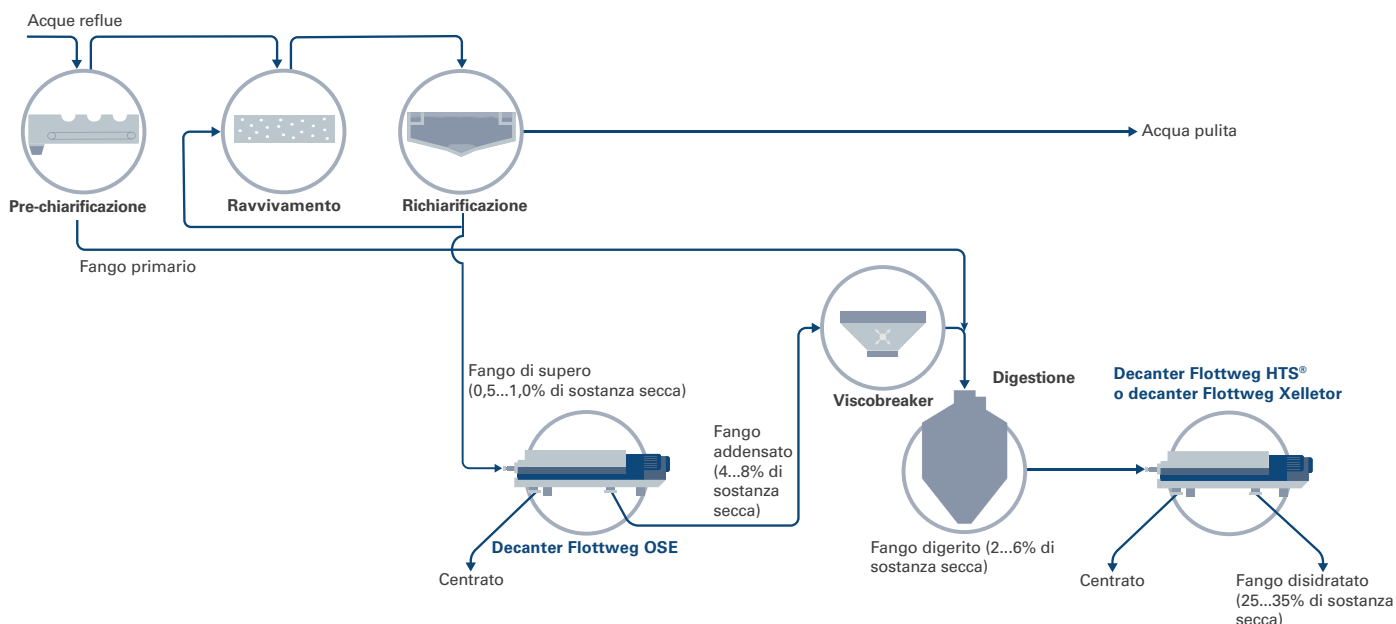 Acque reflue
Acqua pulita
Pre-chiarificazione
Ravvivamento
Richiarificazione
Fango primario
Fango di supero
(0,5...1,0% di sostanza secca)
Viscobreaker
Digestione
Decanter Flottweg HTS®
o decanter Flottweg Xelletor
Fango
addensato
(4...8% di
sostanza
secca)
Decanter Flottweg OSE
Fango digerito (2...6% di
sostanza secca)
Centrato
Centrato
Fango disidratato
(25...35% di sostanza
secca)